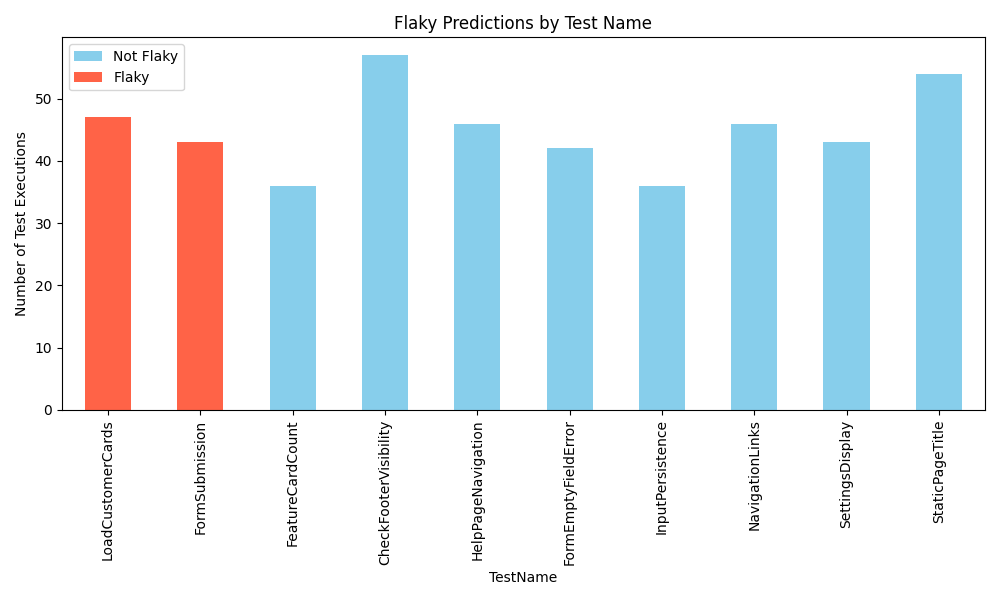 Flaky Predictions by Test Name
Not Flaky
Flaky
Number of Test Executions
50
40
30
20
10
0
LoadCustomerCards
FormSubmission
FeatureCardCount
CheckFooterVisibility
HelpPageNavigation
FormEmptyFieldError
InputPersistence
NavigationLinks
SettingsDisplay
StaticPageTitle
TestName